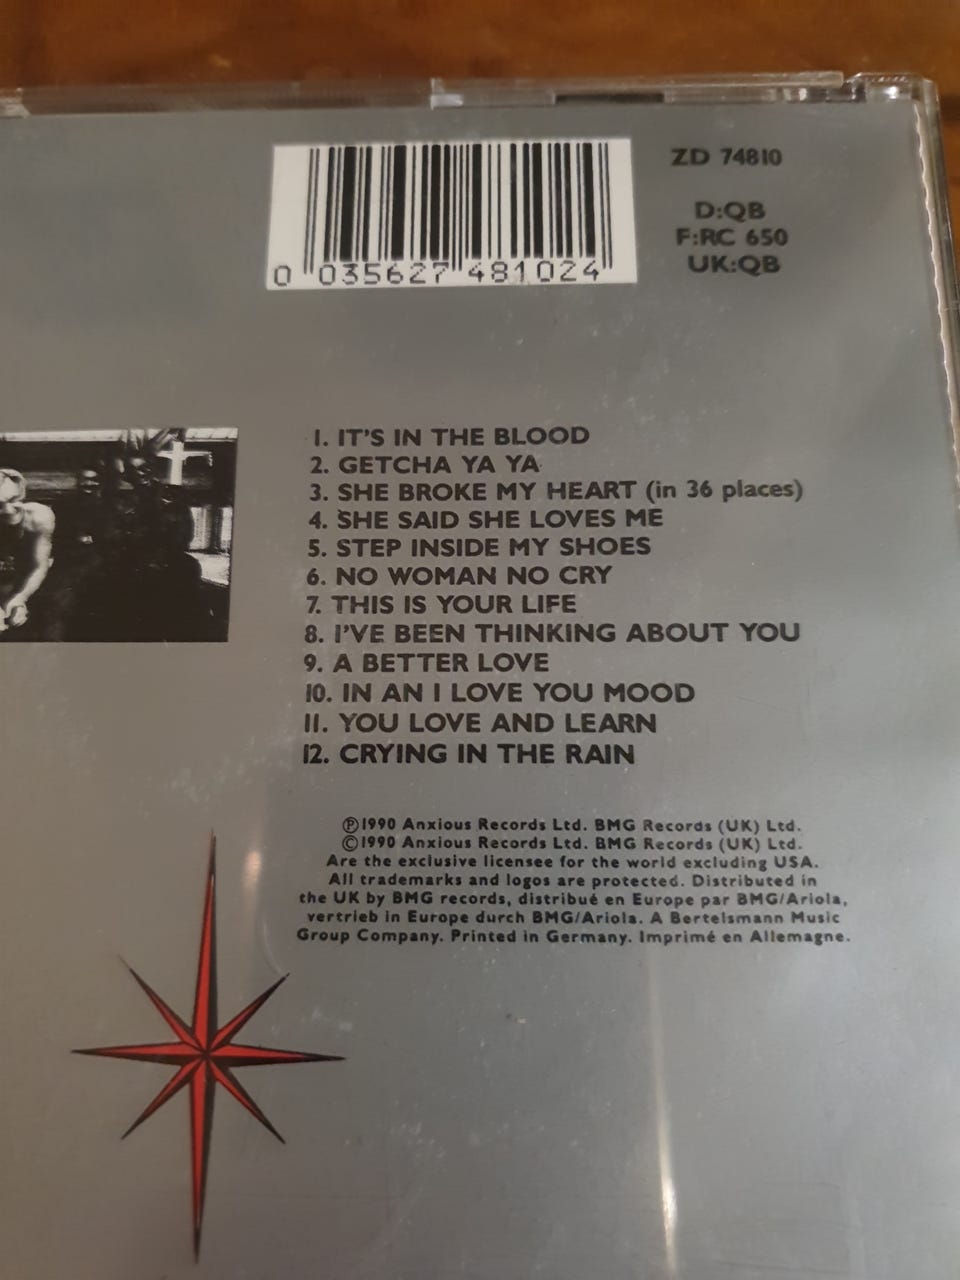 0 035627 481024
ZD 74810
D:QB
F:RC 650
UK:QB
1. IT'S IN THE BLOOD
2. GETCHA YA YA
3. SHE BROKE MY HEART (in 36 places)
4. SHE SAID SHE LOVES ME
5. STEP INSIDE MY SHOES
6. NO WOMAN NO CRY
7. THIS IS YOUR LIFE
8. I'VE BEEN THINKING ABOUT YOU
9. A BETTER LOVE
10. IN AN I LOVE YOU MOOD
11. YOU LOVE AND LEARN
12. CRYING IN THE RAIN
℗1990 Anxious Records Ltd. BMG Records (UK) Ltd.
©1990 Anxious Records Ltd. BMG Records (UK) Ltd.
Are the exclusive licensee for the world excluding USA.
All trademarks and logos are protected. Distributed in
the UK by BMG records, distribué en Europe par BMG/Ariola,
vertrieb in Europe durch BMG/Ariola. A Bertelsmann Music
Group Company. Printed in Germany. Imprimé en Allemagne.